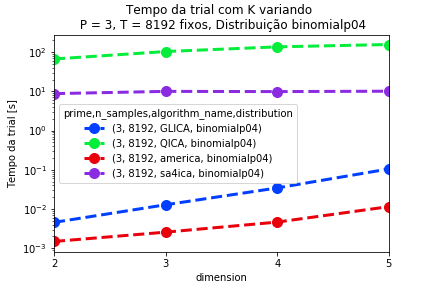 Tempo da trial com K variando
P = 3, T = 8192 fixos, Distribuição binomialp04
Tempo da trial [s]
10²
10¹
10⁰
10⁻¹
10⁻²
10⁻³
prime,n_samples,algorithm_name,distribution
(3, 8192, GLICA, binomialp04)
(3, 8192, QICA, binomialp04)
(3, 8192, america, binomialp04)
(3, 8192, sa4ica, binomialp04)
2 3 4 5
dimension